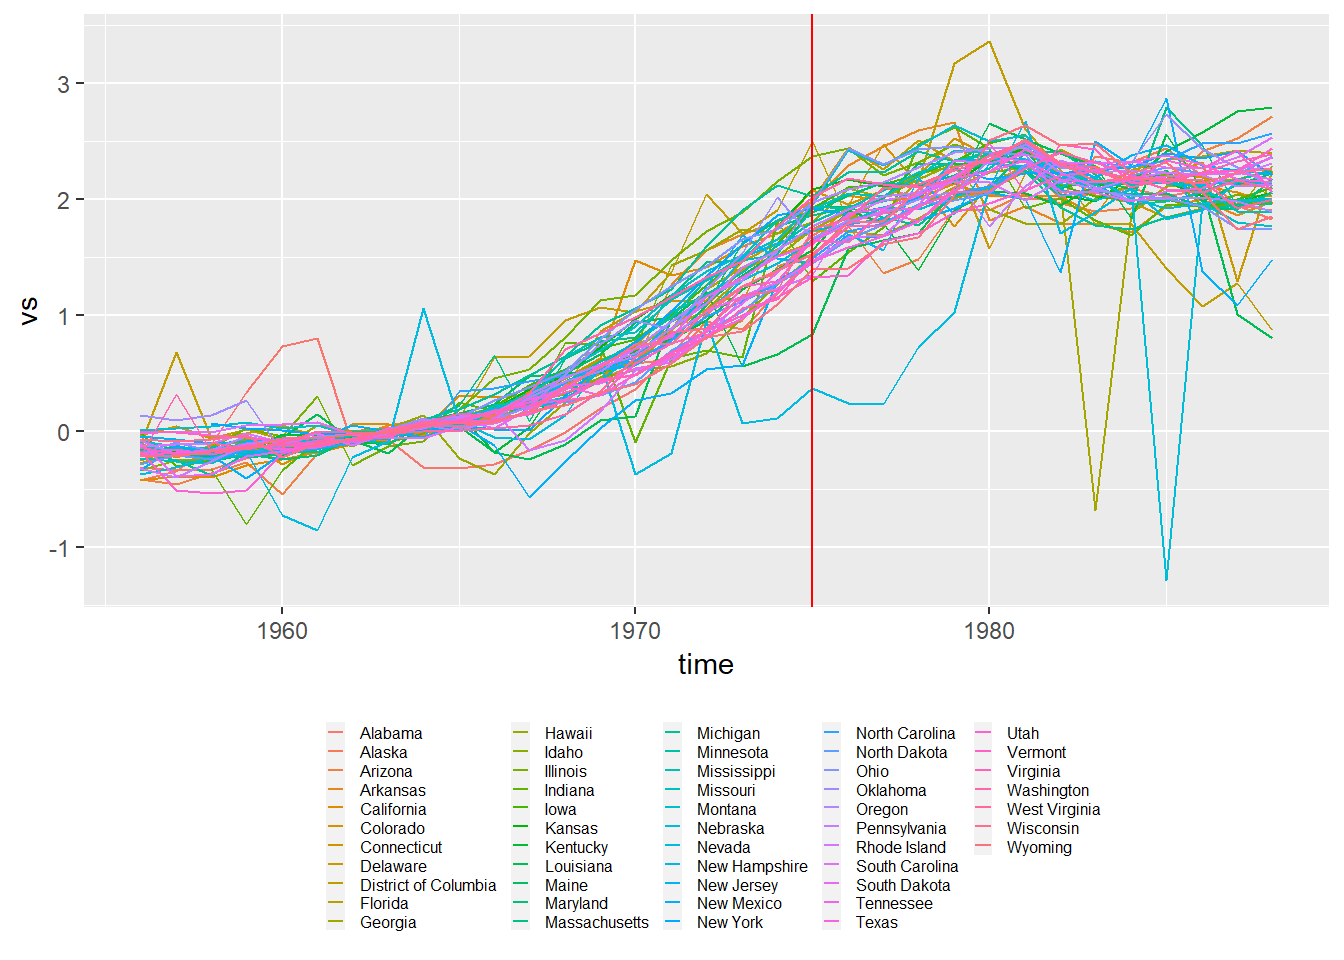 3
2
1
0
-1
vs
1960 1970 1980
time
Alabama Hawaii Michigan North Carolina Utah
Alaska Idaho Minnesota North Dakota Vermont
Arizona Illinois Mississippi Ohio Virginia
Arkansas Indiana Missouri Oklahoma Washington
California Iowa Montana Oregon West Virginia
Colorado Kansas Nebraska Pennsylvania Wisconsin
Connecticut Kentucky Nevada Rhode Island Wyoming
Delaware Louisiana New Hampshire South Carolina
District of Columbia Maine New Jersey South Dakota
Florida Maryland New Mexico Tennessee
Georgia Massachusetts New York Texas